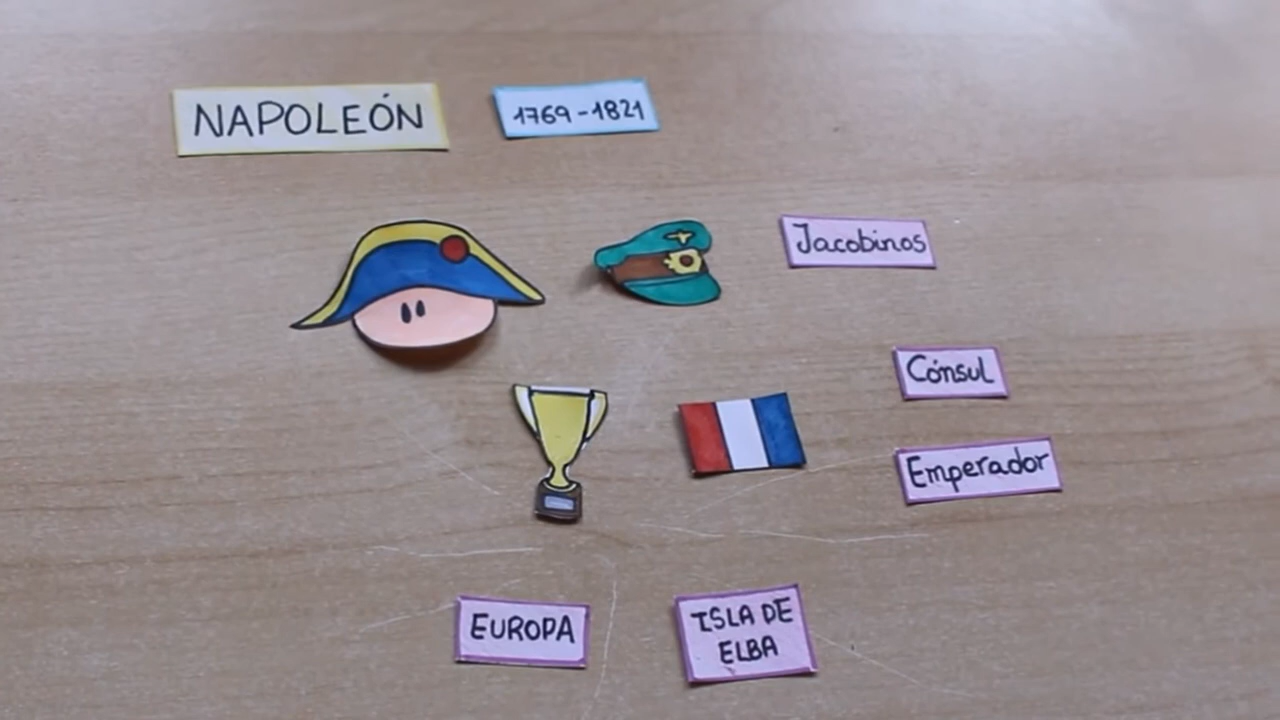 NAPOLEÓN
1769-1821
Jacobinos
Cónsul
Emperador
EUROPA
ISLA DE
ELBA